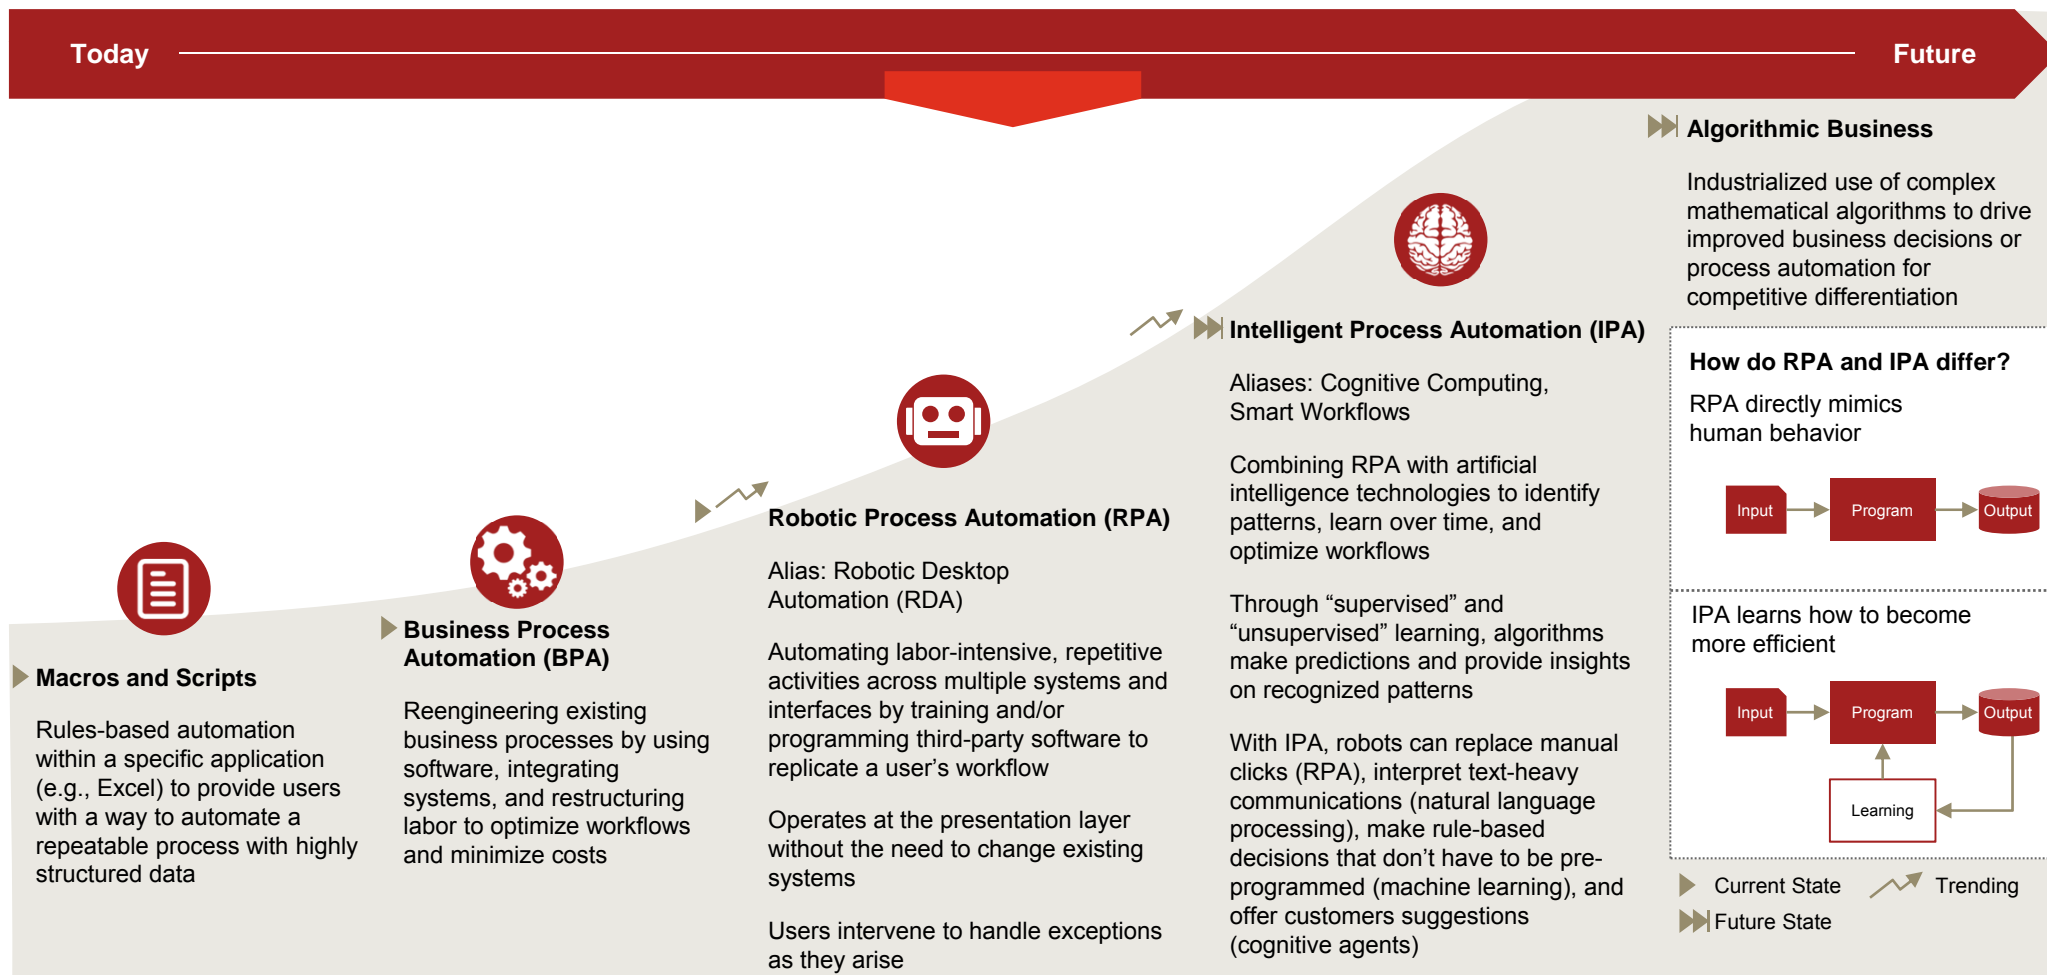 Today
Future
Macros and Scripts
Rules-based automation
within a specific application
(e.g., Excel) to provide users
with a way to automate a
repeatable process with highly
structured data
Business Process
Automation (BPA)
Reengineering existing
business processes by using
software, integrating
systems, and restructuring
labor to optimize workflows
and minimize costs
Robotic Process Automation (RPA)
Alias: Robotic Desktop
Automation (RDA)
Automating labor-intensive, repetitive
activities across multiple systems and
interfaces by training and/or
programming third-party software to
replicate a user’s workflow
Operates at the presentation layer
without the need to change existing
systems
Users intervene to handle exceptions
as they arise
Intelligent Process Automation (IPA)
Aliases: Cognitive Computing,
Smart Workflows
Combining RPA with artificial
intelligence technologies to identify
patterns, learn over time, and
optimize workflows
Through “supervised” and
“unsupervised” learning, algorithms
make predictions and provide insights
on recognized patterns
With IPA, robots can replace manual
clicks (RPA), interpret text-heavy
communications (natural language
processing), make rule-based
decisions that don’t have to be pre-
programmed (machine learning), and
offer customers suggestions
(cognitive agents)
Algorithmic Business
Industrialized use of complex
mathematical algorithms to drive
improved business decisions or
process automation for
competitive differentiation
How do RPA and IPA differ?
RPA directly mimics
human behavior
Input
Program
Output
IPA learns how to become
more efficient
Input
Program
Output
Learning
Current State
Trending
Future State